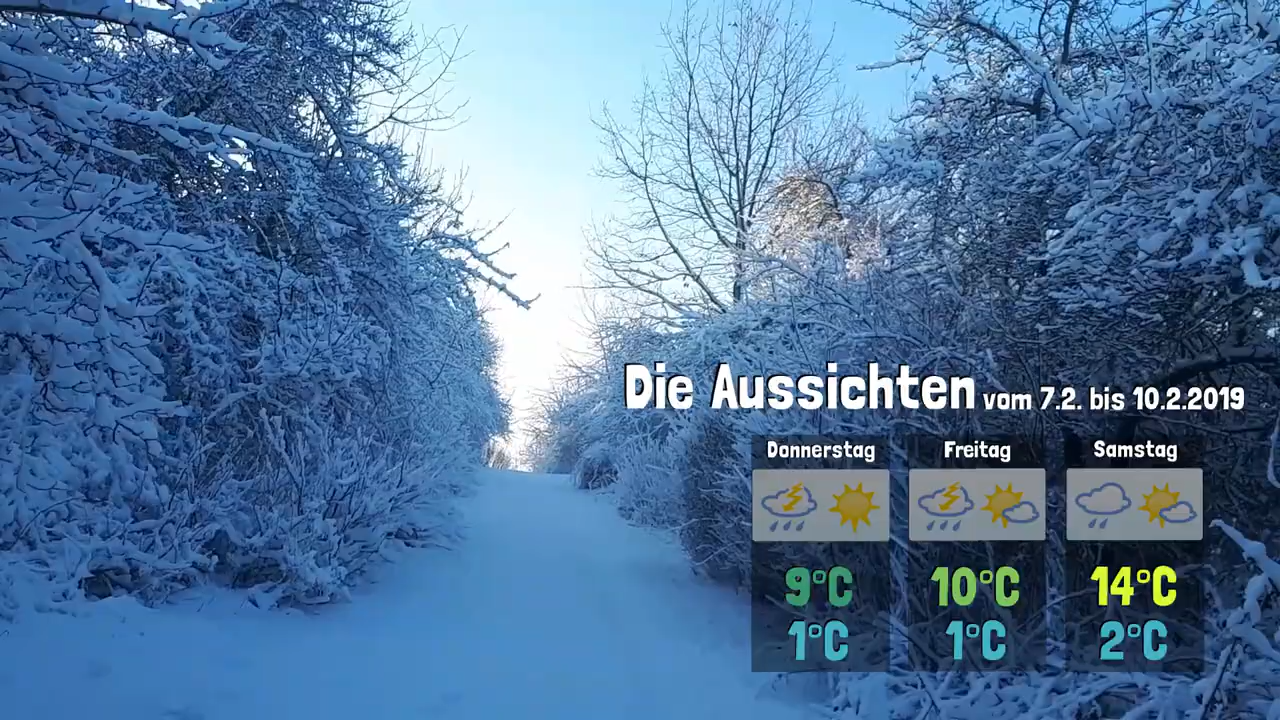 Die Aussichten vom 7.2. bis 10.2.2019
Donnerstag Freitag Samstag
9°C 10°C 14°C
1°C 1°C 2°C